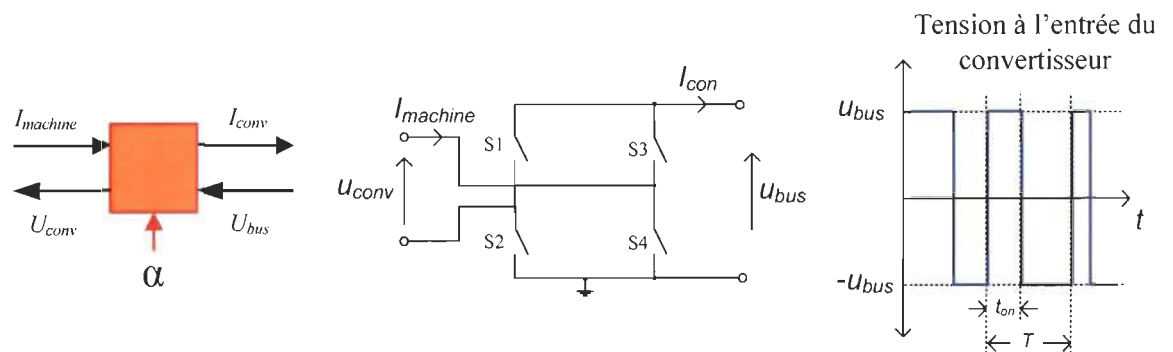 Tension à l'entrée du
convertisseur
I_machine
I_conv
U_conv
U_bus
α
I_machine
I_con
S1
S3
u_conv
u_bus
S2
S4
u_bus
t
-u_bus
t_on
T